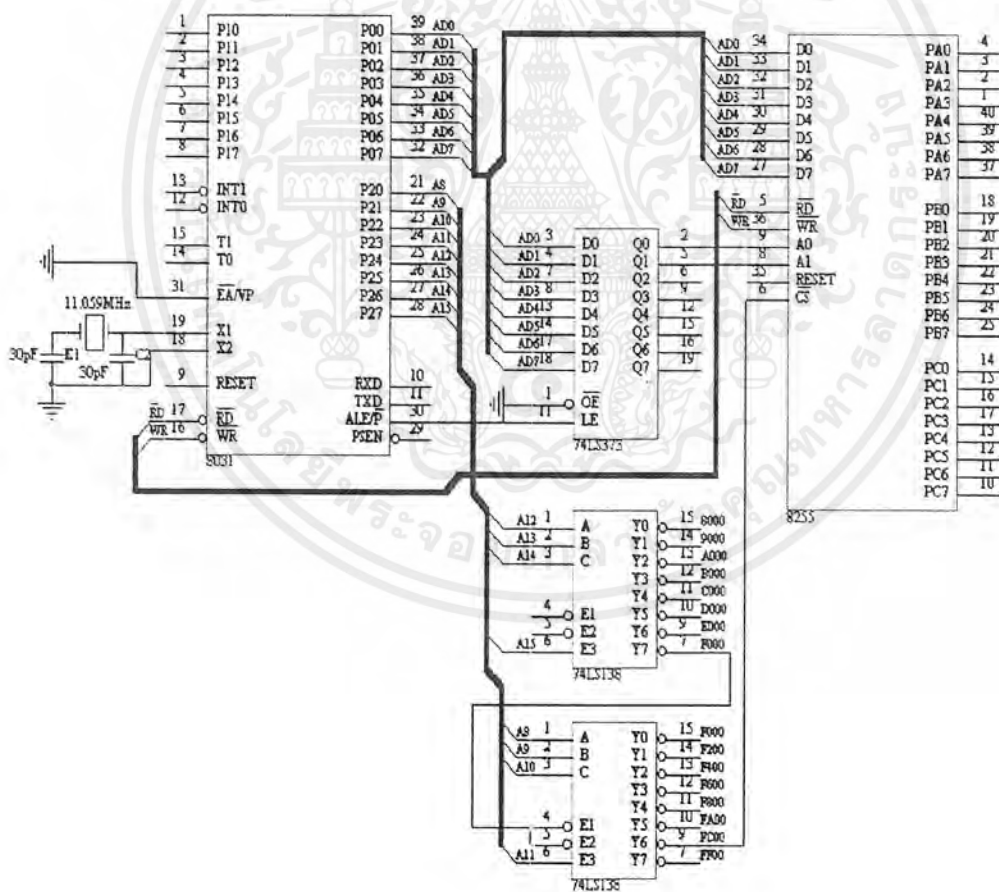 1 P10 P00 39 AD0
2 P11 P01 38 AD1
3 P12 P02 37 AD2
4 P13 P03 36 AD3
5 P14 P04 35 AD4
6 P15 P05 34 AD5
7 P16 P06 33 AD6
8 P17 P07 32 AD7
13 INT1 P20 21 A8
12 INT0 P21 22 A9
P22 23 A10
15 T1 P23 24 A11
14 T0 P24 25 A12
P25 26 A13
31 EA/VP P26 27 A14
P27 28 A15
11.059MHz
19 X1
18 X2
30pF E1
30pF C2
9 RESET RXD 10
TXD 11
RD 17 RD ALE/P 30
WR 16 WR PSEN 29
8031
AD0 3 D0 Q0 2
AD1 4 D1 Q1 5
AD2 7 D2 Q2 6
AD3 8 D3 Q3 9
AD4 13 D4 Q4 12
AD5 14 D5 Q5 15
AD6 17 D6 Q6 16
AD7 18 D7 Q7 19
1 OE
11 LE
74LS373
AD0 34 D0 PA0 4
AD1 33 D1 PA1 3
AD2 32 D2 PA2 2
AD3 31 D3 PA3 1
AD4 30 D4 PA4 40
AD5 29 D5 PA5 39
AD6 28 D6 PA6 38
AD7 27 D7 PA7 37
RD 5 RD PB0 18
WR 36 WR PB1 19
9 A0 PB2 20
8 A1 PB3 21
35 RESET PB4 22
6 CS PB5 23
PB6 24
PB7 25
PC0 14
PC1 15
PC2 16
PC3 17
PC4 13
PC5 12
PC6 11
PC7 10
8255
A12 1 A Y0 15 8000
A13 2 B Y1 14 9000
A14 3 C Y2 13 A000
Y3 12 B000
Y4 11 C000
4 E1 Y5 10 D000
5 E2 Y6 9 E000
A15 6 E3 Y7 7 F000
74LS138
A9 1 A Y0 15 F000
A9 2 B Y1 14 F200
A10 3 C Y2 13 F400
Y3 12 F600
Y4 11 F800
4 E1 Y5 10 FA00
5 E2 Y6 9 FC00
A11 6 E3 Y7 7 FF00
74LS138